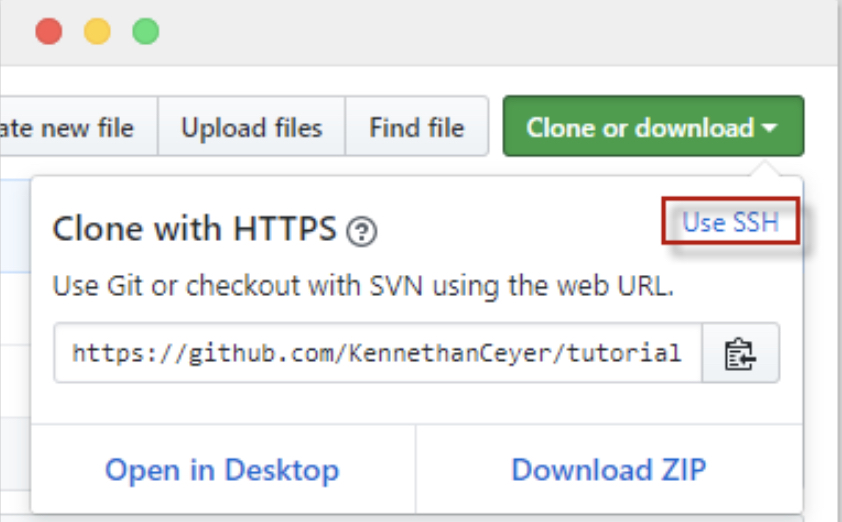 ate new file Upload files Find file Clone or download
Clone with HTTPS ? Use SSH
Use Git or checkout with SVN using the web URL.
https://github.com/KennethanCeyer/tutorial
Open in Desktop Download ZIP